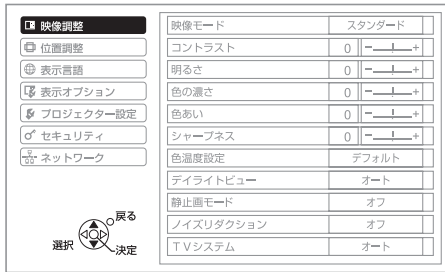 映像調整
位置調整
表示言語
表示オプション
プロジェクター設定
セキュリティ
ネットワーク
戻る
選択
決定
映像モード スタンダード
コントラスト 0 - +
明るさ 0 - +
色の濃さ 0 - +
色あい 0 - +
シャープネス 0 - +
色温度設定 デフォルト
デイライトビュー オート
静止画モード オフ
ノイズリダクション オフ
TVシステム オート